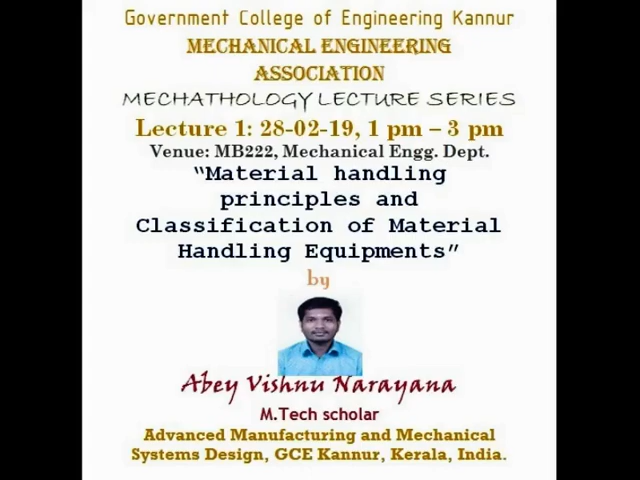 Government College of Engineering Kannur
MECHANICAL ENGINEERING
ASSOCIATION
MECHATHOLOGY LECTURE SERIES
Lecture 1: 28-02-19, 1 pm – 3 pm
Venue: MB222, Mechanical Engg. Dept.
“Material handling
principles and
Classification of Material
Handling Equipments”
by
Abey Vishnu Narayana
M.Tech scholar
Advanced Manufacturing and Mechanical
Systems Design, GCE Kannur, Kerala, India.